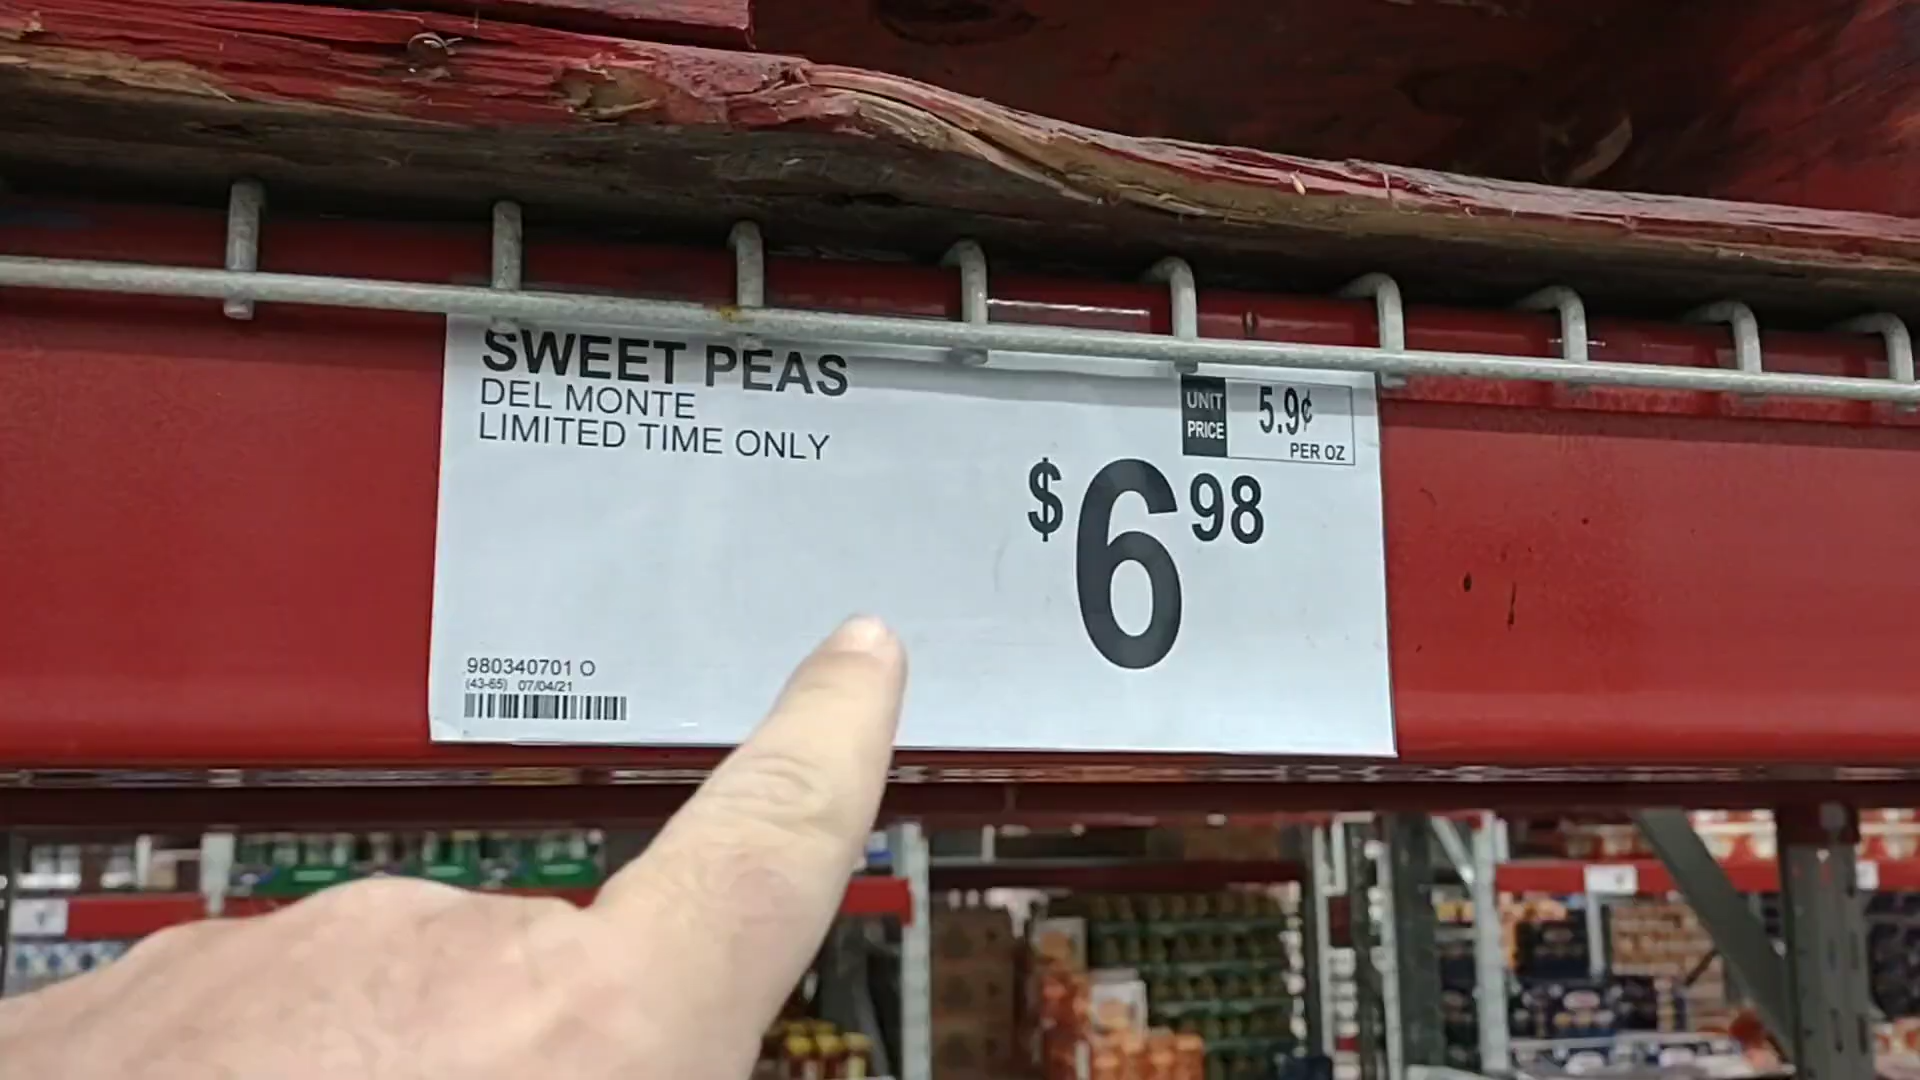 SWEET PEAS
DEL MONTE
LIMITED TIME ONLY
UNIT PRICE
5.9¢
PER OZ
$6 98
980340701 O
(43-65) 07/04/21